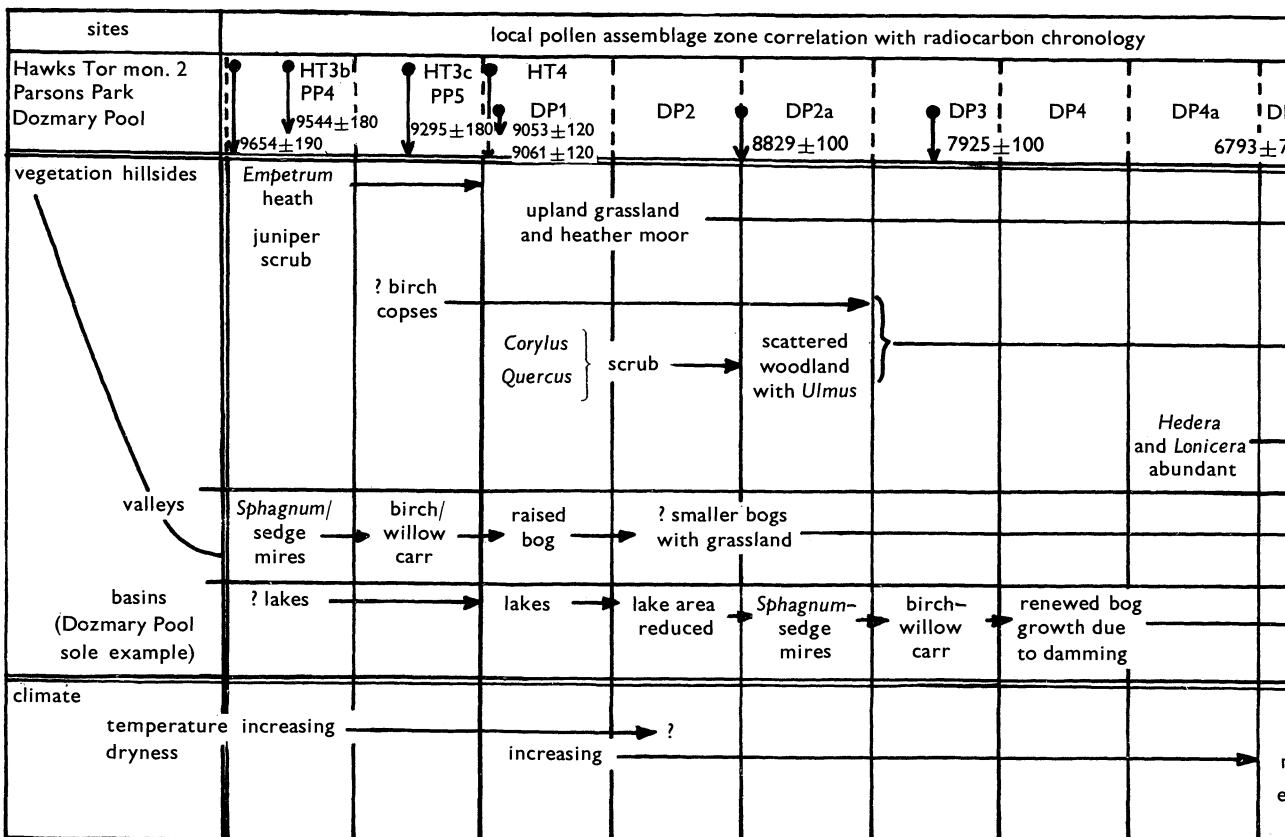 sites
local pollen assemblage zone correlation with radiocarbon chronology
Hawks Tor mon. 2
Parsons Park
Dozmary Pool
HT3b
PP4
9544±180
9654±190
HT3c
PP5
9295±180
HT4
DP1
9053±120
9061±120
DP2
DP2a
8829±100
DP3
7925±100
DP4
DP4a
6793±7
vegetation hillsides
Empetrum
heath
juniper
scrub
upland grassland
and heather moor
? birch
copses
Corylus
Quercus
scrub
scattered
woodland
with Ulmus
Hedera
and Lonicera
abundant
valleys
Sphagnum/
sedge
mires
birch/
willow
carr
raised
bog
? smaller bogs
with grassland
basins
(Dozmary Pool
sole example)
? lakes
lakes
lake area
reduced
Sphagnum–
sedge
mires
birch–
willow
carr
renewed bog
growth due
to damming
climate
temperature increasing
?
dryness
increasing